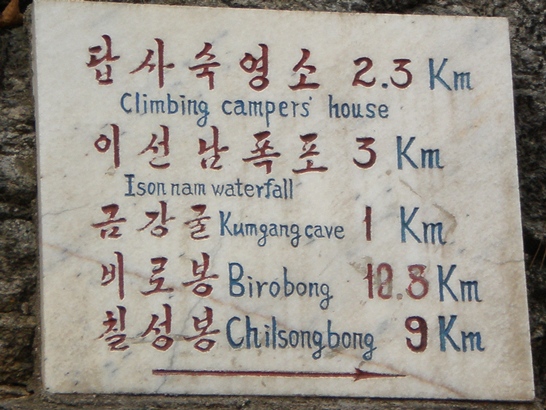 답사숙영소 2.3 Km
Climbing campers' house
이선남폭포 3 Km
Isonnam waterfall
금강굴 Kumgang cave 1 Km
비로봉 Birobong 10.8 Km
칠성봉 Chilsongbong 9 Km